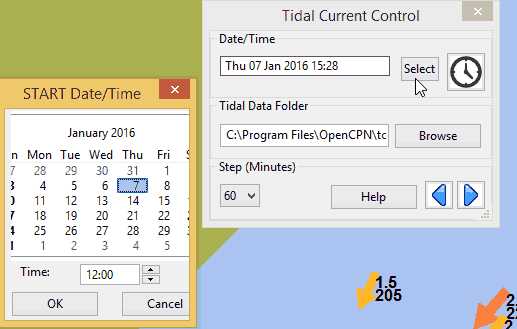 Tidal Current Control
Date/Time
Thu 07 Jan 2016 15:28
Select
Tidal Data Folder
C:\Program Files\OpenCPN\tc
Browse
Step (Minutes)
60
Help
START Date/Time
January 2016
n Mon Tue Wed Thu Fri S
7 28 29 30 31 1
3 4 5 6 7 8
11 12 13 14 15
7 18 19 20 21 22
4 25 26 27 28 29
1 1 2 3 4 5
Time: 12:00
OK Cancel
1.5
205
2.
2